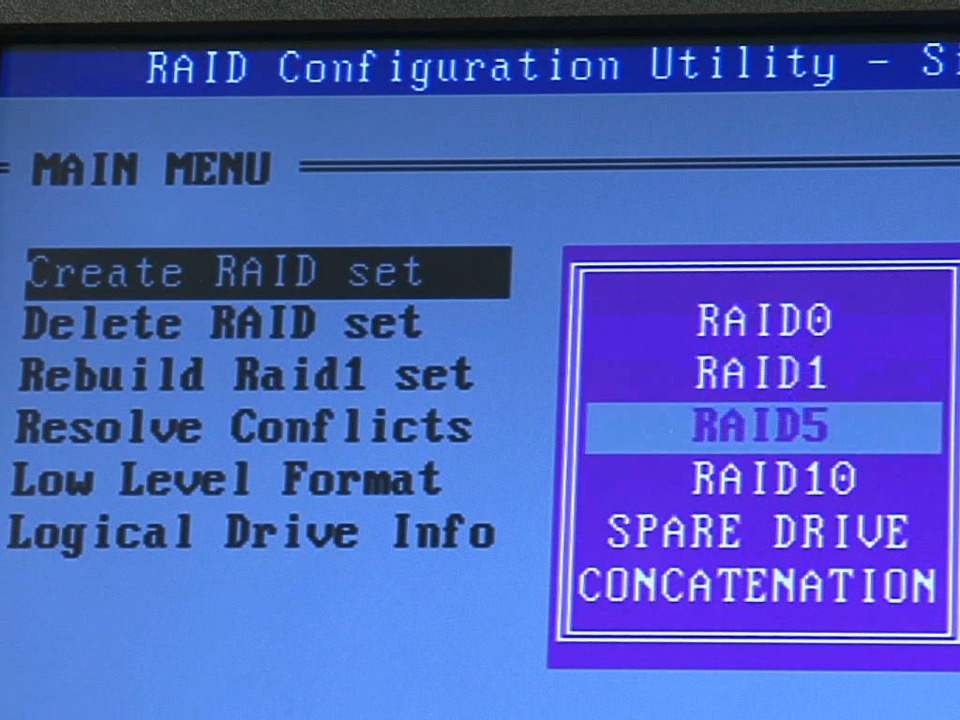 RAID Configuration Utility - Si
MAIN MENU
Create RAID set
Delete RAID set
Rebuild Raid1 set
Resolve Conflicts
Low Level Format
Logical Drive Info
RAID0
RAID1
RAID5
RAID10
SPARE DRIVE
CONCATENATION